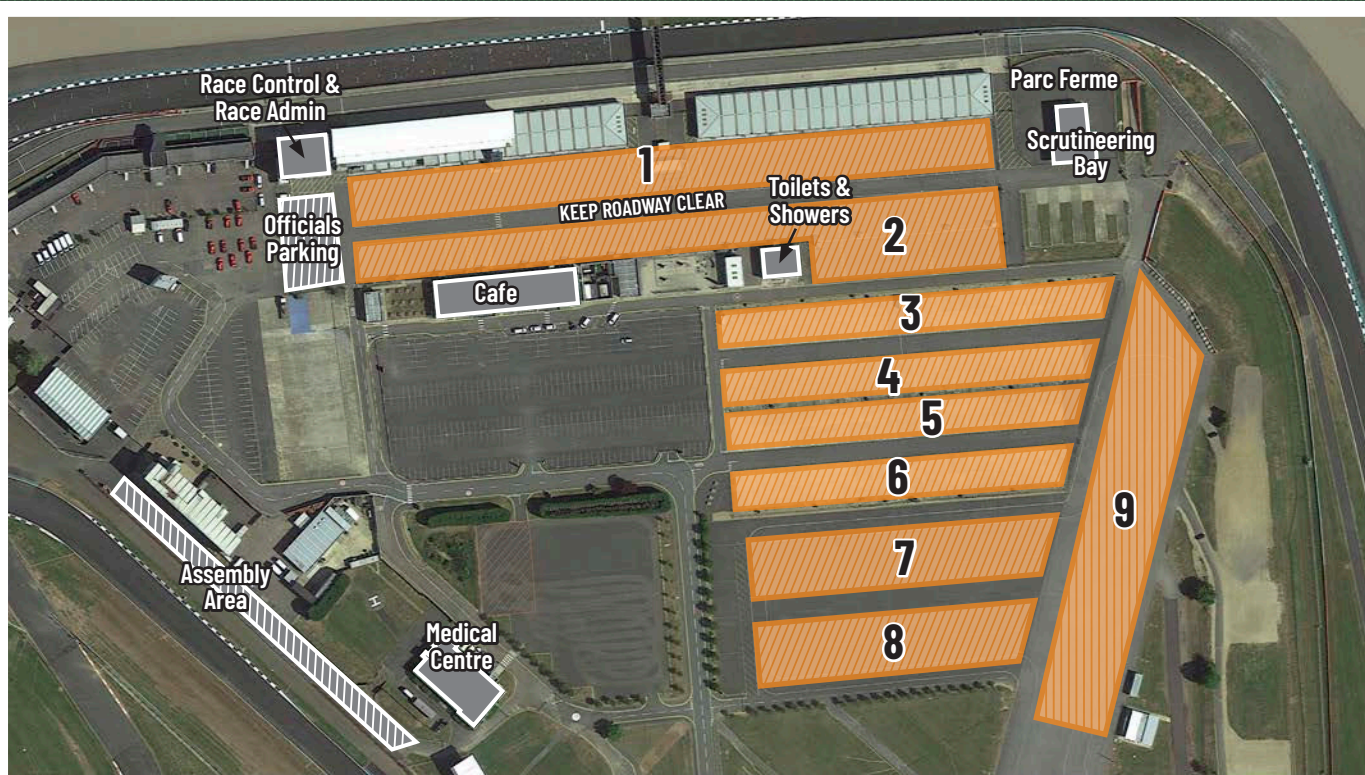 Race Control &
Race Admin
Parc Ferme
Scrutineering
Bay
1
Toilets &
Showers
KEEP ROADWAY CLEAR
Officials
Parking
2
Cafe
3
4
5
6
9
7
Assembly
Area
8
Medical
Centre
H